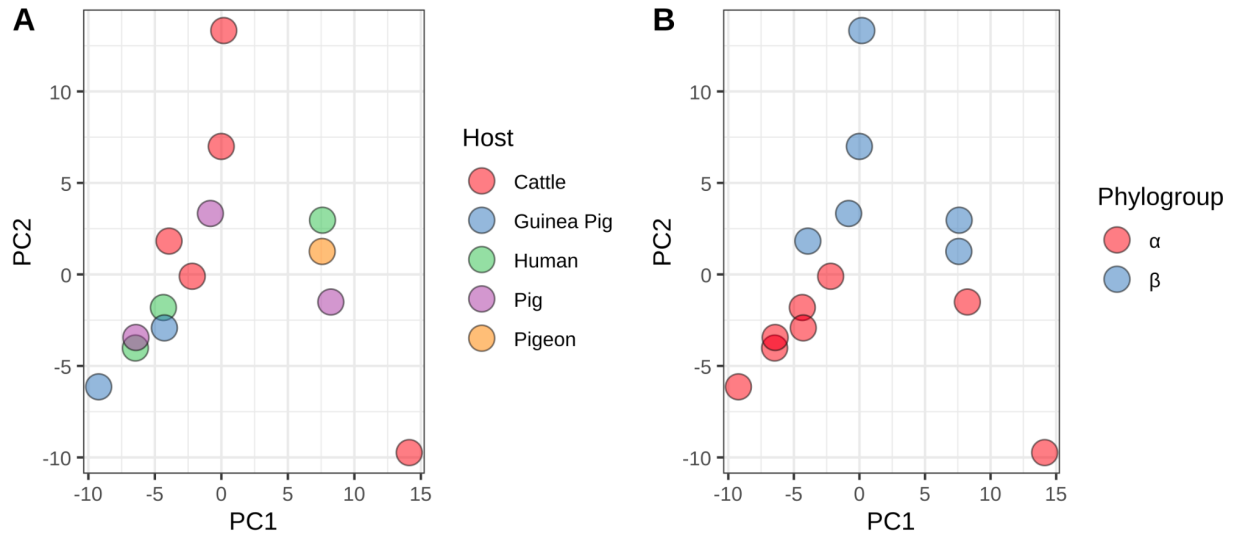 A
PC2
10
5
0
-5
-10
-10 -5 0 5 10 15
PC1
Host
Cattle
Guinea Pig
Human
Pig
Pigeon
B
PC2
10
5
0
-5
-10
-10 -5 0 5 10 15
PC1
Phylogroup
α
β